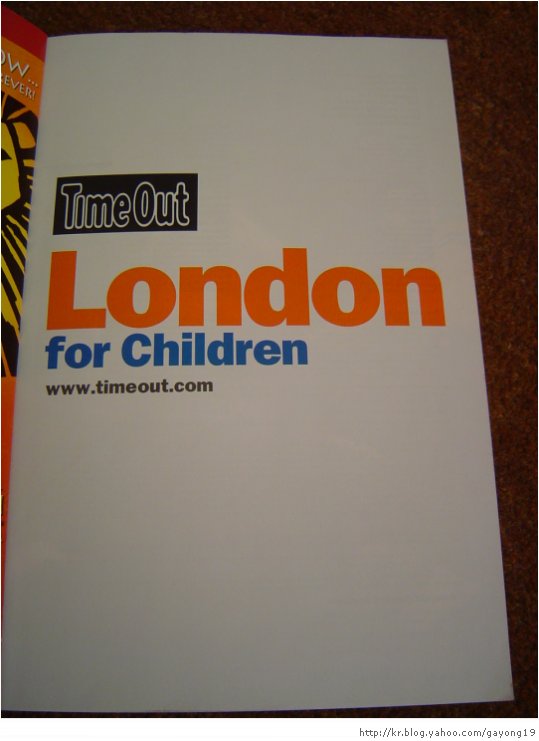 Time Out
London
for Children
www.timeout.com
http://kr.blog.yahoo.com/gayong19